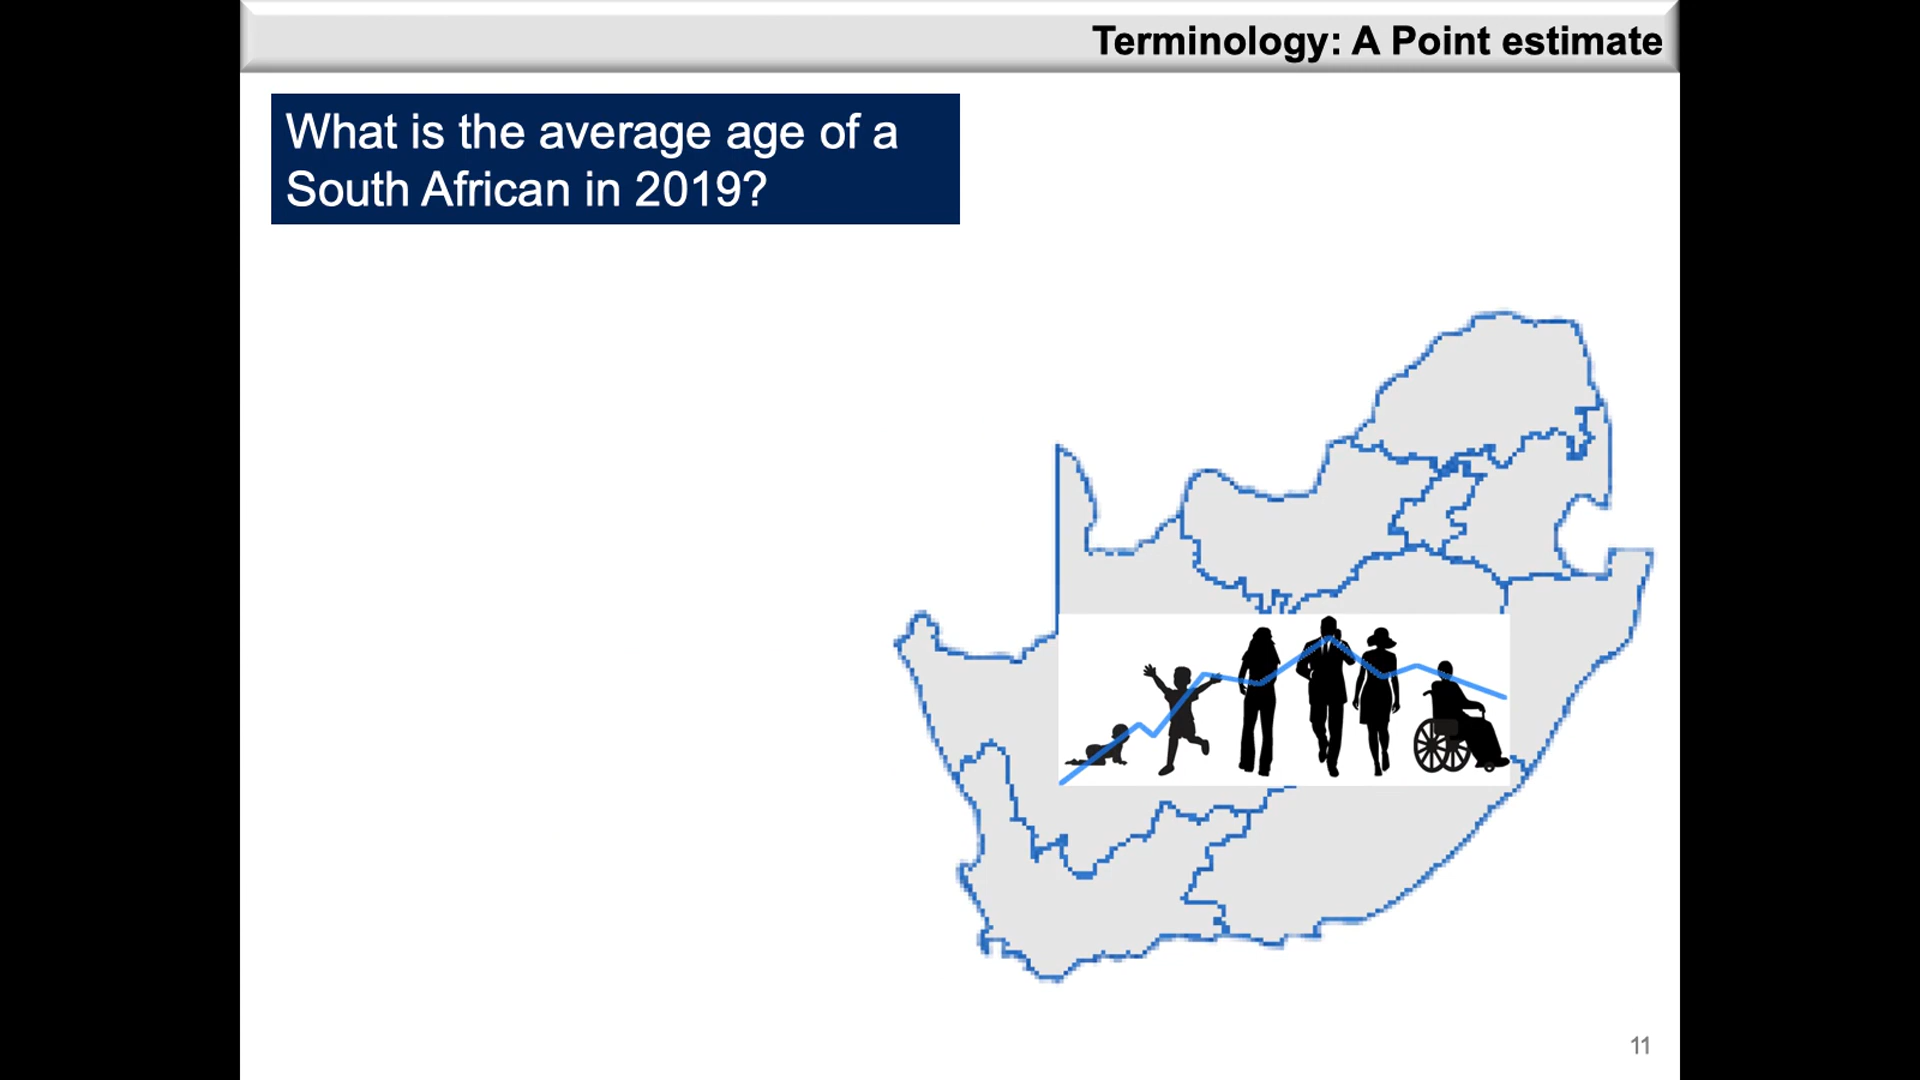 Terminology: A Point estimate
What is the average age of a
South African in 2019?
11